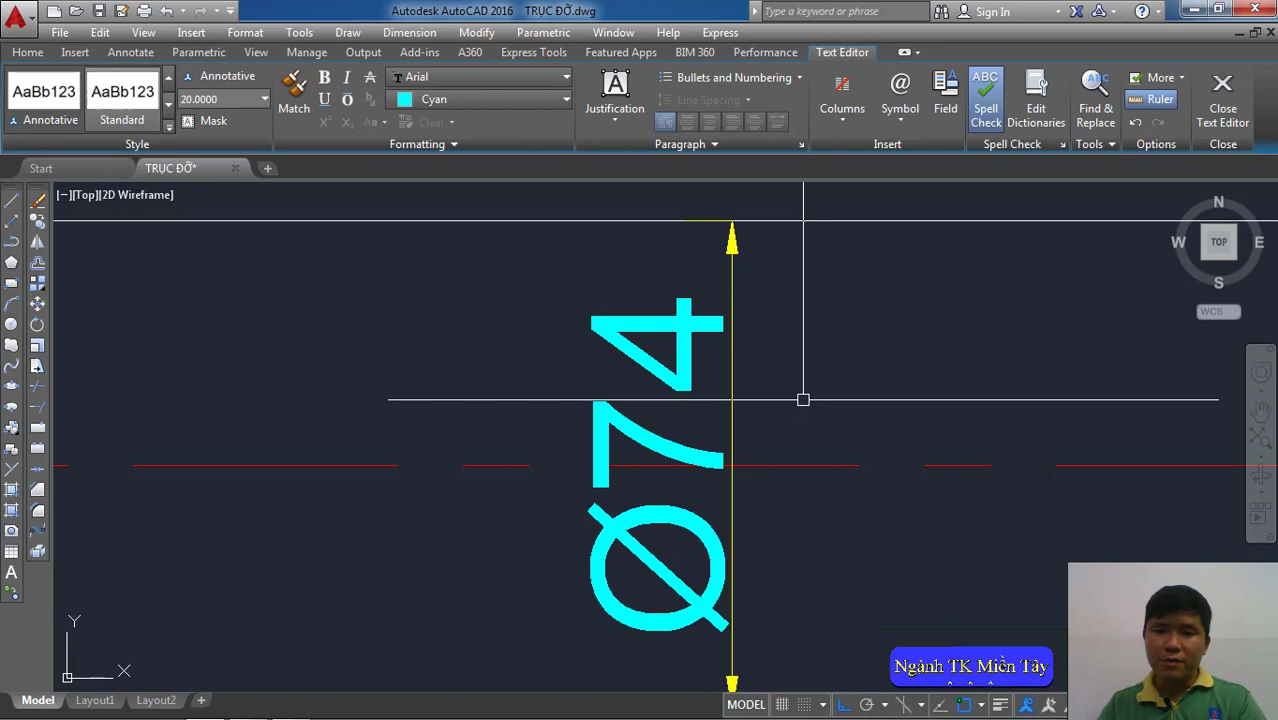 Autodesk AutoCAD 2016 TRỤC ĐỠ.dwg
Type a keyword or phrase
Sign In
File Edit View Insert Format Tools Draw Dimension Modify Parametric Window Help Express
Home Insert Annotate Parametric View Manage Output Add-ins A360 Express Tools Featured Apps BIM 360 Performance Text Editor
AaBb123 AaBb123
Annotative Standard
Annotative
20.0000
Mask
Style
Match
B I A
U O
Arial
Cyan
Aa Clear
Formatting
Justification
Bullets and Numbering
Line Spacing
Paragraph
Columns Symbol Field
Insert
ABC
Spell Check
Edit Dictionaries
Spell Check
Find & Replace
Tools
More
Ruler
Options
Close Text Editor
Close
Start TRỤC ĐỠ*
[−][Top][2D Wireframe]
N
W TOP E
S
WCS
Ø74
A
Y
X
Ngành TK Miền Tây
Model Layout1 Layout2
MODEL